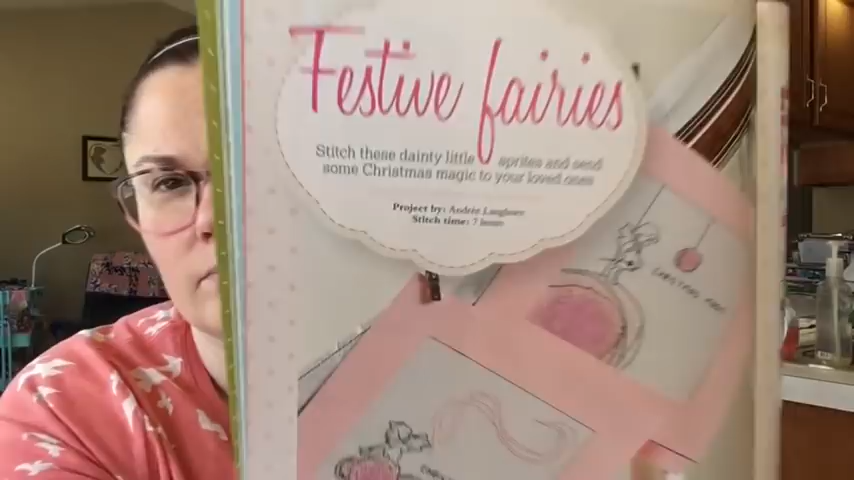 Festive fairies
Stitch these dainty little sprites and send
some Christmas magic to your loved ones
Project by: Andrée Langhorn
Stitch time: 7 hours